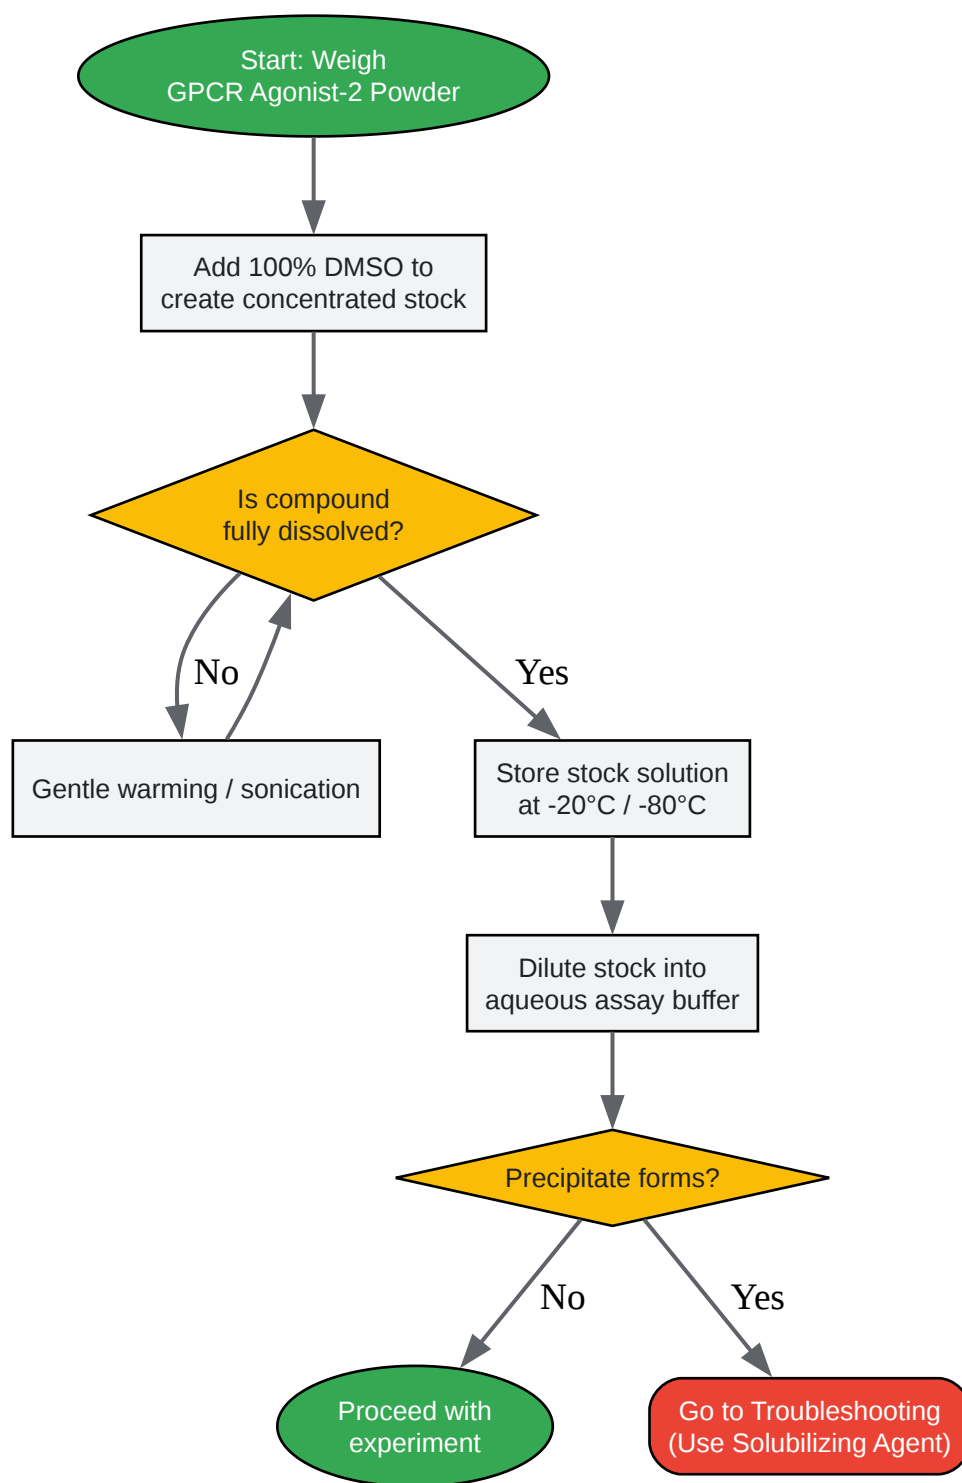 Start: Weigh
GPCR Agonist-2 Powder
Add 100% DMSO to
create concentrated stock
Is compound
fully dissolved?
No
Yes
Gentle warming / sonication
Store stock solution
at -20°C / -80°C
Dilute stock into
aqueous assay buffer
Precipitate forms?
No
Yes
Proceed with
experiment
Go to Troubleshooting
(Use Solubilizing Agent)